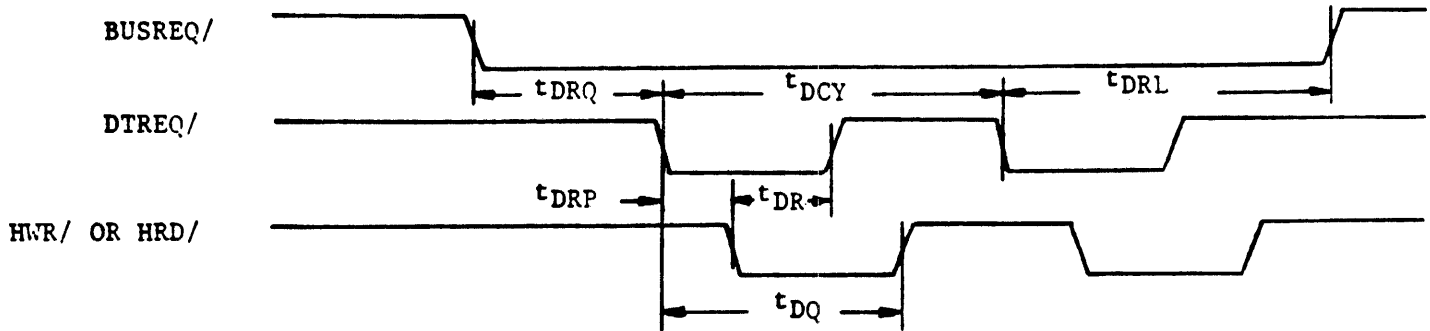 BUSREQ/
tDRQ tDCY tDRL
DTREQ/
tDRP tDR
HWR/ OR HRD/
tDQ